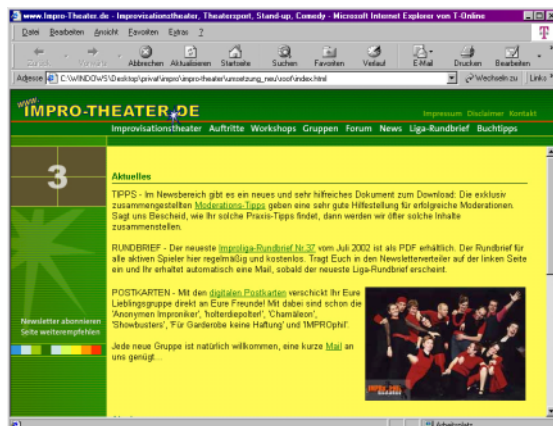 www.Impro-Theater.de - Improvisationstheater, Theatersport, Stand-up, Comedy - Microsoft Internet Explorer von T-Online
Datei Bearbeiten Ansicht Favoriten Extras ?
Zurück Vorwärts Abbrechen Aktualisieren Startseite Suchen Favoriten Verlauf E-Mail Drucken Bearbeiten
Adresse C:\WINDOWS\Desktop\privat\impro\impro-theater\umsetzung_neu\root\index.html Wechseln zu Links
www.
IMPRO-THEATER.DE
Impressum Disclaimer Kontakt
Improvisationstheater Auftritte Workshops Gruppen Forum News Liga-Rundbrief Buchtipps
3
Aktuelles
TIPPS - Im Newsbereich gibt es ein neues und sehr hilfreiches Dokument zum Download: Die exklusiv
zusammengestellten Moderations-Tipps geben eine sehr gute Hilfestellung für erfolgreiche Moderationen.
Sagt uns Bescheid, wie Ihr solche Praxis-Tipps findet, dann werden wir öfter solche Inhalte
zusammenstellen.
RUNDBRIEF - Der neueste Improliga-Rundbrief Nr.37 vom Juli 2002 ist als PDF erhältlich. Der Rundbrief für
alle aktiven Spieler hier regelmäßig und kostenlos. Tragt Euch in den Newsletterverteiler auf der linken Seite
ein und Ihr erhaltet automatisch eine Mail, sobald der neueste Liga-Rundbrief erscheint.
POSTKARTEN - Mit den digitalen Postkarten verschickt Ihr Eure
Lieblingsgruppe direkt an Eure Freunde! Mit dabei sind schon die
'Anonymen Improniker', 'holterdiepolter!', 'Chamäleon',
'Showbusters', 'Für Garderobe keine Haftung' und 'IMPROphil'.
Jede neue Gruppe ist natürlich willkommen, eine kurze Mail an
uns genügt...
Newsletter abonnieren
Seite weiterempfehlen
Arbeitsplatz